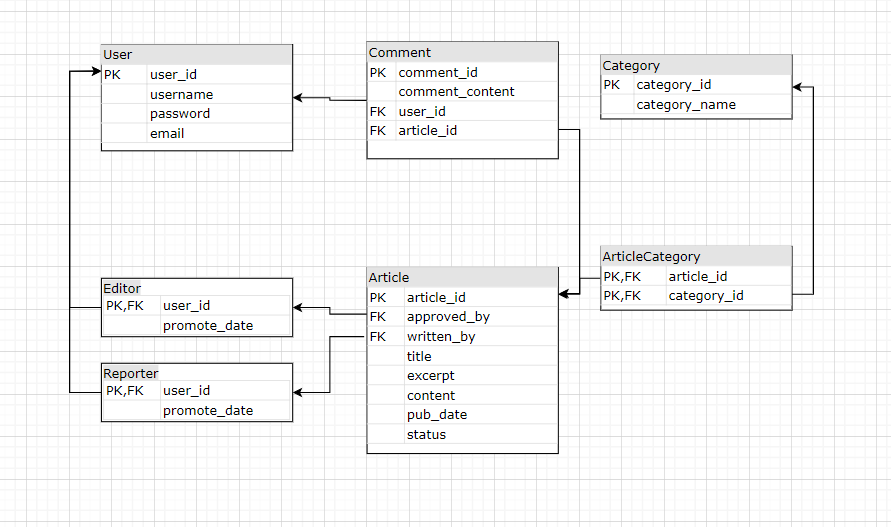 User
PK user_id
username
password
email
Comment
PK comment_id
comment_content
FK user_id
FK article_id
Category
PK category_id
category_name
Editor
PK,FK user_id
promote_date
Reporter
PK,FK user_id
promote_date
Article
PK article_id
FK approved_by
FK written_by
title
excerpt
content
pub_date
status
ArticleCategory
PK,FK article_id
PK,FK category_id